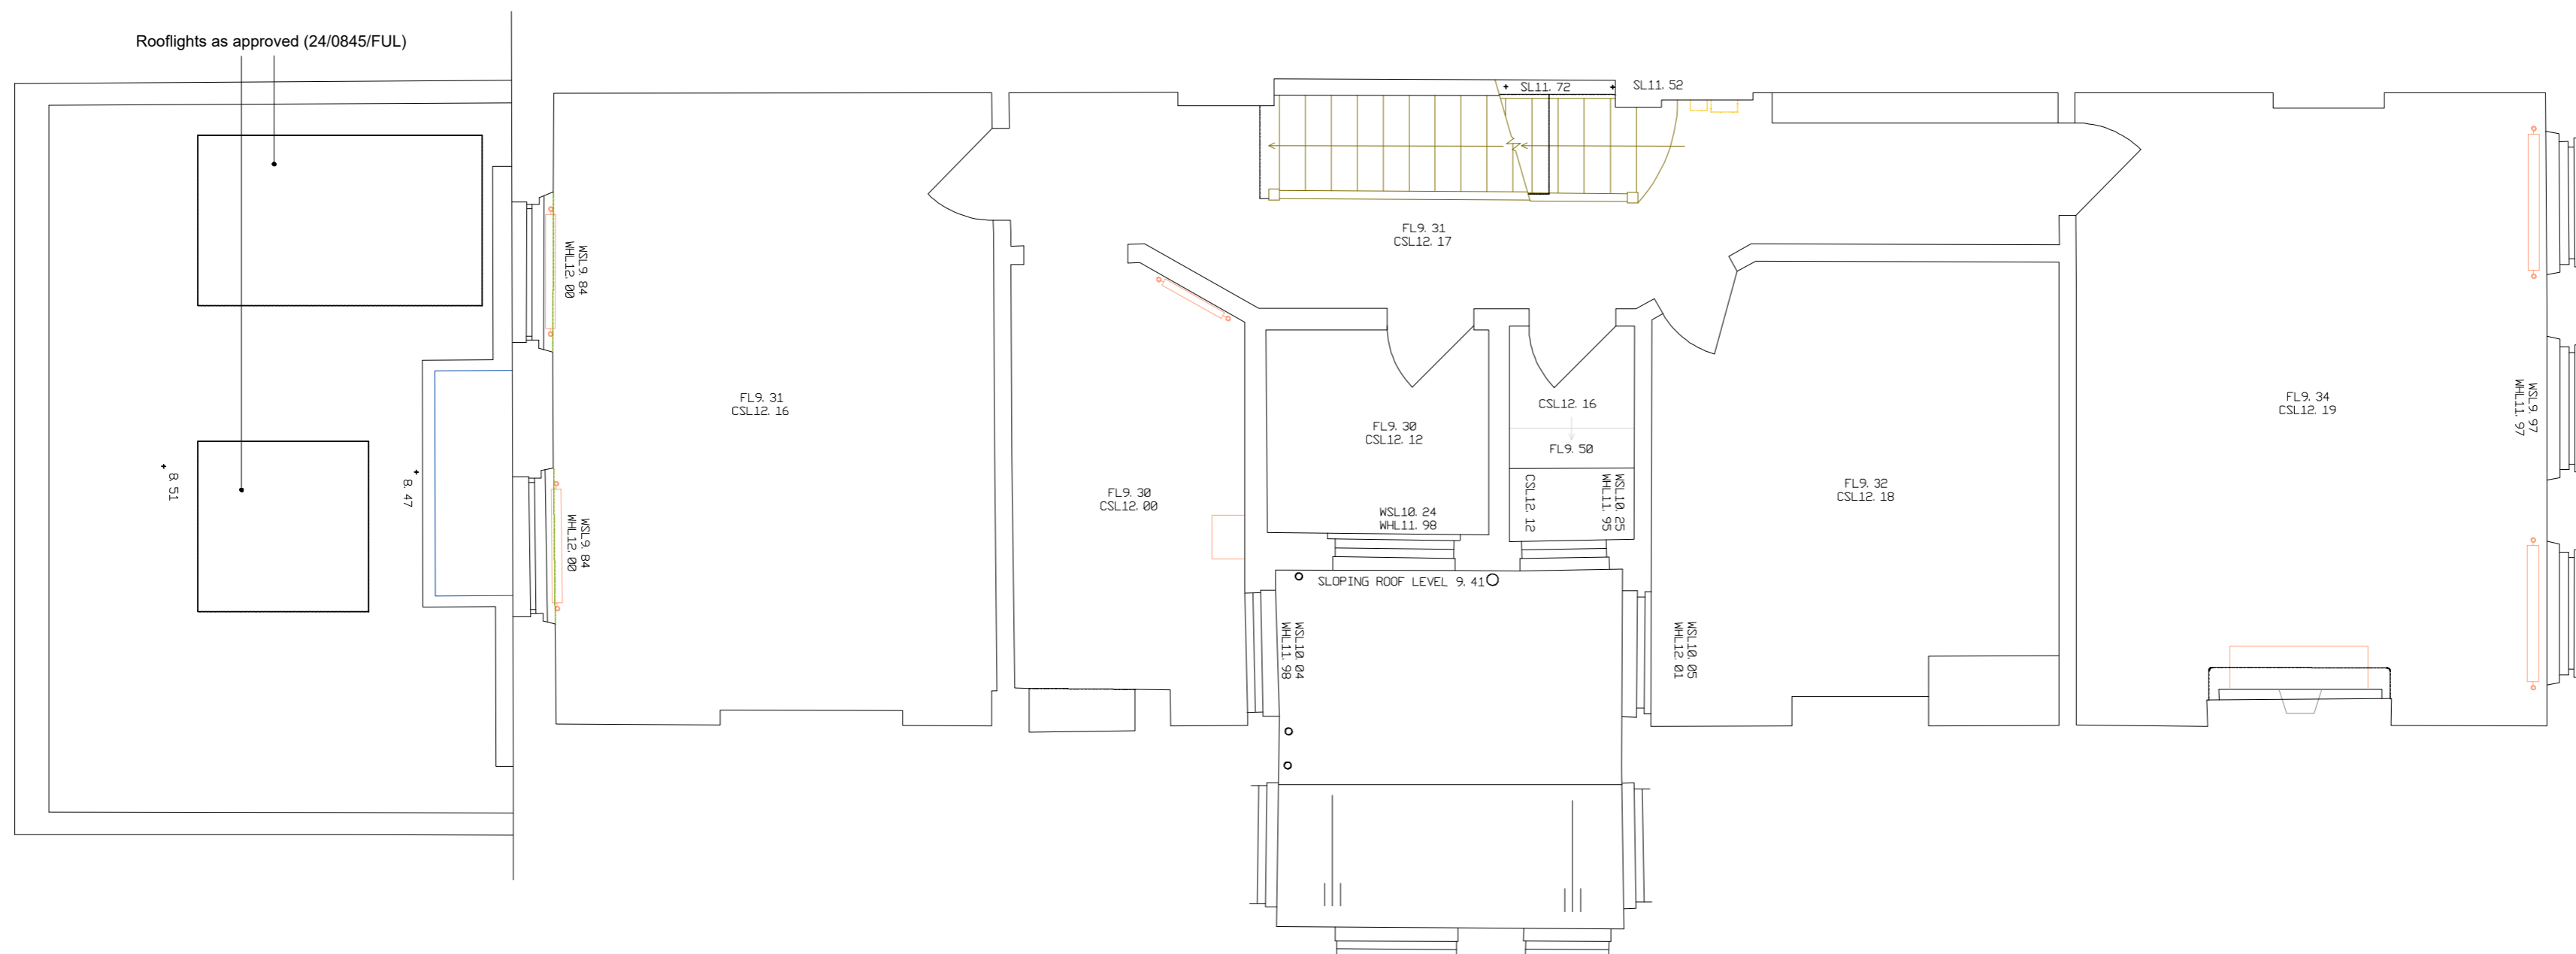 Rooflights as approved (24/0845/FUL)
SL11. 72
SL11. 52
FL9. 31
CSL12. 17
WSL9. 84
WHL12. 00
FL9. 31
CSL12. 16
CSL12. 16
FL9. 34
CSL12. 19
WSL9. 97
WHL11. 97
FL9. 30
CSL12. 12
FL9. 50
8. 51
8. 47
FL9. 30
CSL12. 00
CSL12. 12
WSL10. 25
WHL11. 95
FL9. 32
CSL12. 18
WSL10. 24
WHL11. 98
WSL9. 84
WHL12. 00
SLOPING ROOF LEVEL 9. 41
WSL10. 04
WHL11. 98
WSL10. 05
WHL12. 01